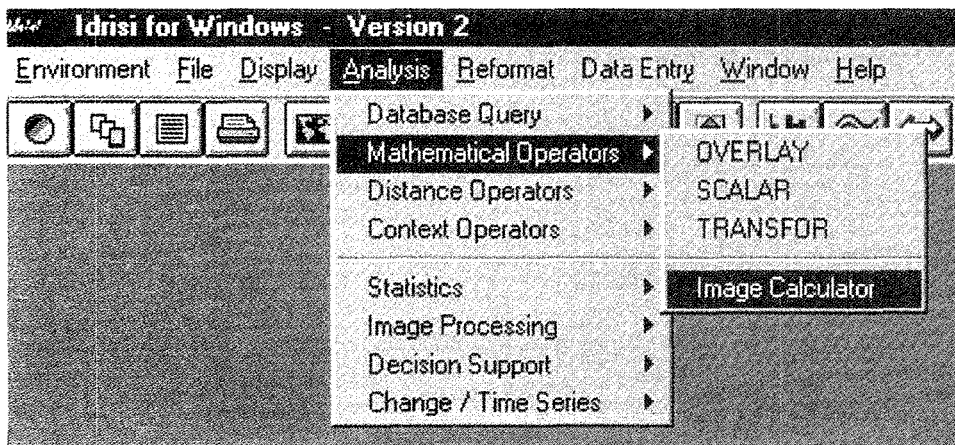 Idrisi for Windows - Version 2
Environment File Display Analysis Reformat Data Entry Window Help
Database Query
Mathematical Operators
Distance Operators
Context Operators
Statistics
Image Processing
Decision Support
Change / Time Series
OVERLAY
SCALAR
TRANSFOR
Image Calculator